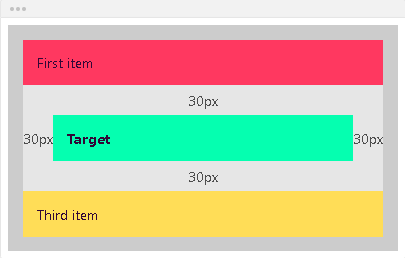 First item
30px
30px Target 30px
30px
Third item